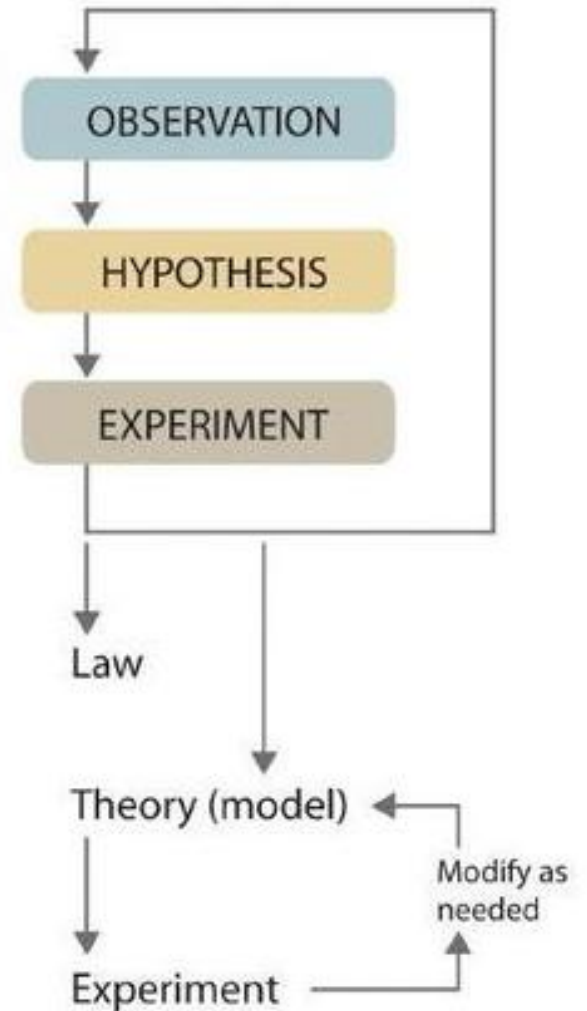 OBSERVATION
HYPOTHESIS
EXPERIMENT
Law
Theory (model)
Modify as
needed
Experiment